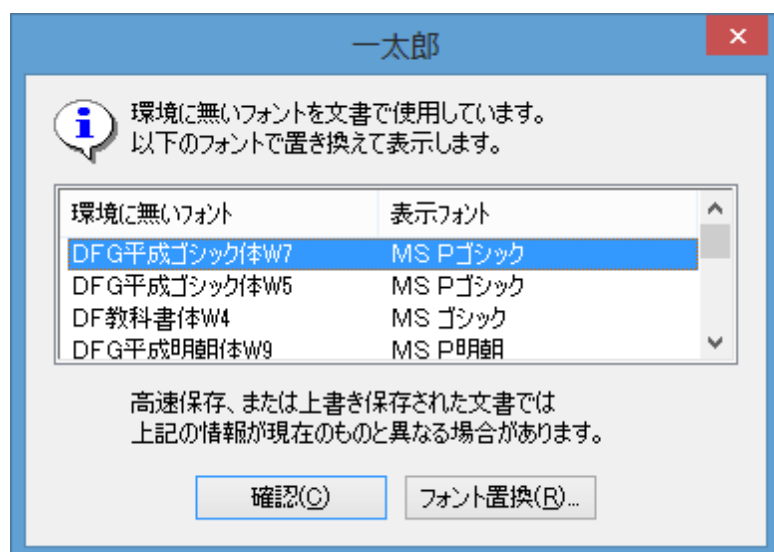 一太郎
環境に無いフォントを文書で使用しています。
以下のフォントで置き換えて表示します。
環境に無いフォント 表示フォント
DFG平成ゴシック体W7 MS Pゴシック
DFG平成ゴシック体W5 MS Pゴシック
DF教科書体W4 MS ゴシック
DFG平成明朝体W9 MS P明朝
高速保存、または上書き保存された文書では
上記の情報が現在のものと異なる場合があります。
確認(C) フォント置換(R)...